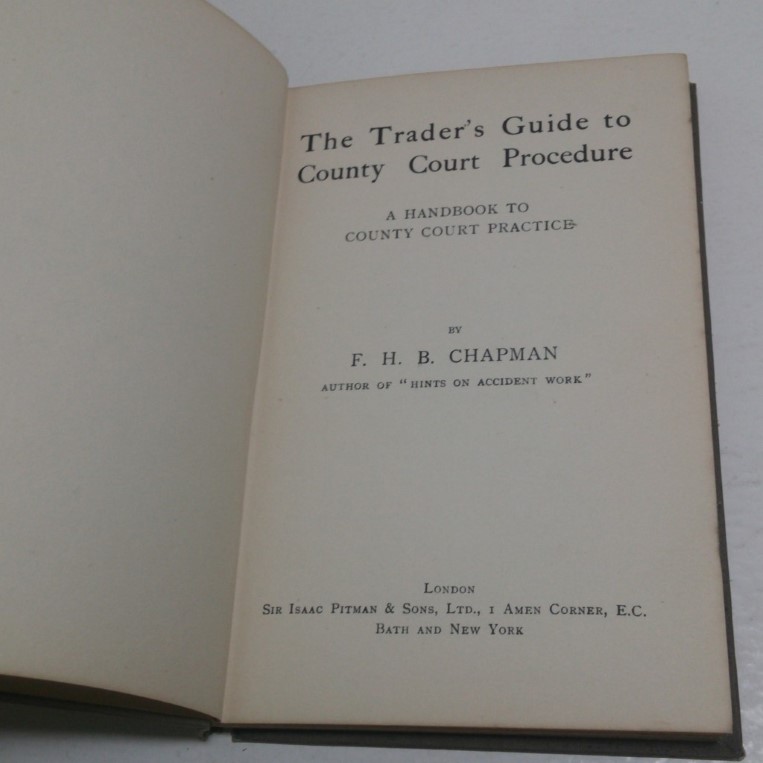 The Trader's Guide to
County Court Procedure
A HANDBOOK TO
COUNTY COURT PRACTICE
BY
F. H. B. CHAPMAN
AUTHOR OF "HINTS ON ACCIDENT WORK"
LONDON
SIR ISAAC PITMAN & SONS, LTD., 1 AMEN CORNER, E.C.
BATH AND NEW YORK